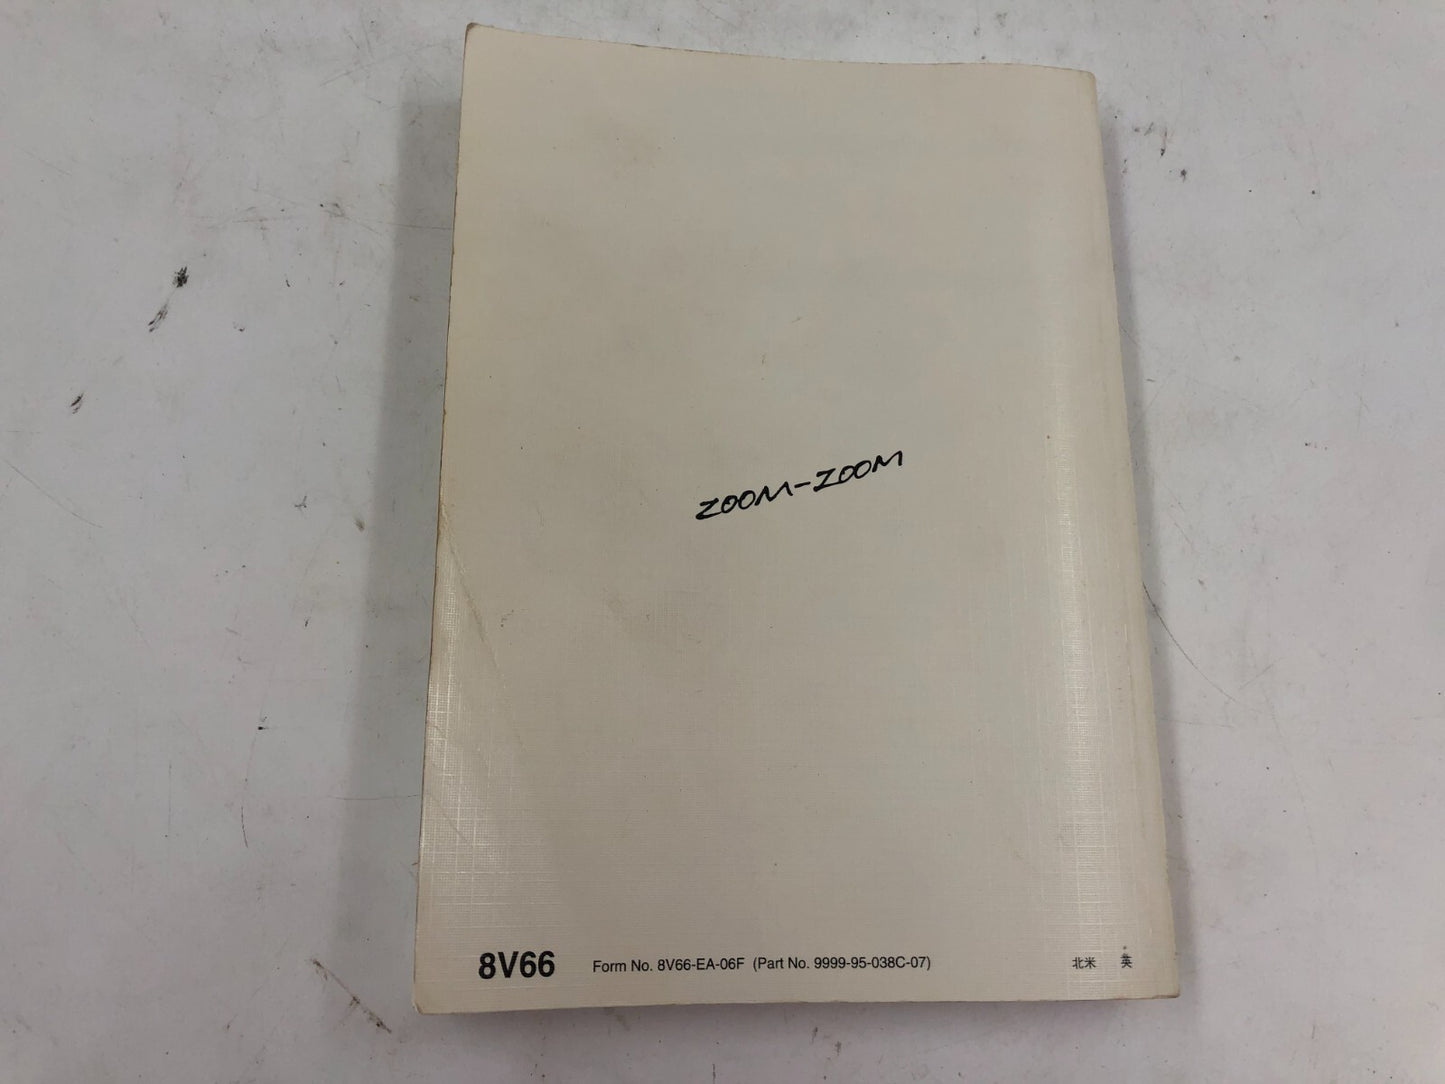 ZOOM-ZOOM
8V66 Form No. 8V66-EA-06F (Part No. 9999-95-038C-07) 北米 英